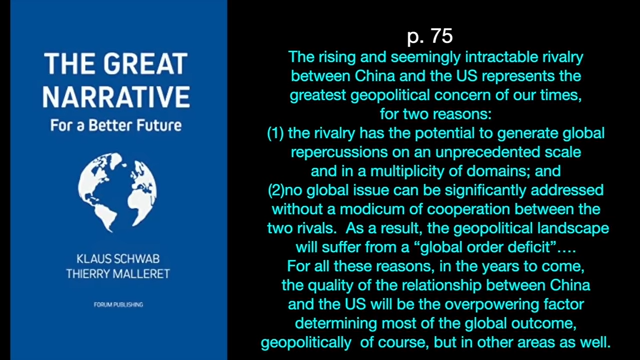 THE GREAT
NARRATIVE
For a Better Future
KLAUS SCHWAB
THIERRY MALLERET
FORUM PUBLISHING
p. 75
The rising and seemingly intractable rivalry
between China and the US represents the
greatest geopolitical concern of our times,
for two reasons:
(1) the rivalry has the potential to generate global
repercussions on an unprecedented scale
and in a multiplicity of domains; and
(2)no global issue can be significantly addressed
without a modicum of cooperation between the
two rivals.  As a result, the geopolitical landscape
will suffer from a “global order deficit”….
For all these reasons, in the years to come,
the quality of the relationship between China
and the US will be the overpowering factor
determining most of the global outcome,
geopolitically  of course, but in other areas as well.